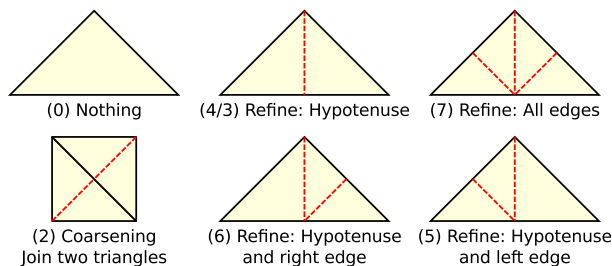 (0) Nothing
(4/3) Refine: Hypotenuse
(7) Refine: All edges
(2) Coarsening
Join two triangles
(6) Refine: Hypotenuse
and right edge
(5) Refine: Hypotenuse
and left edge